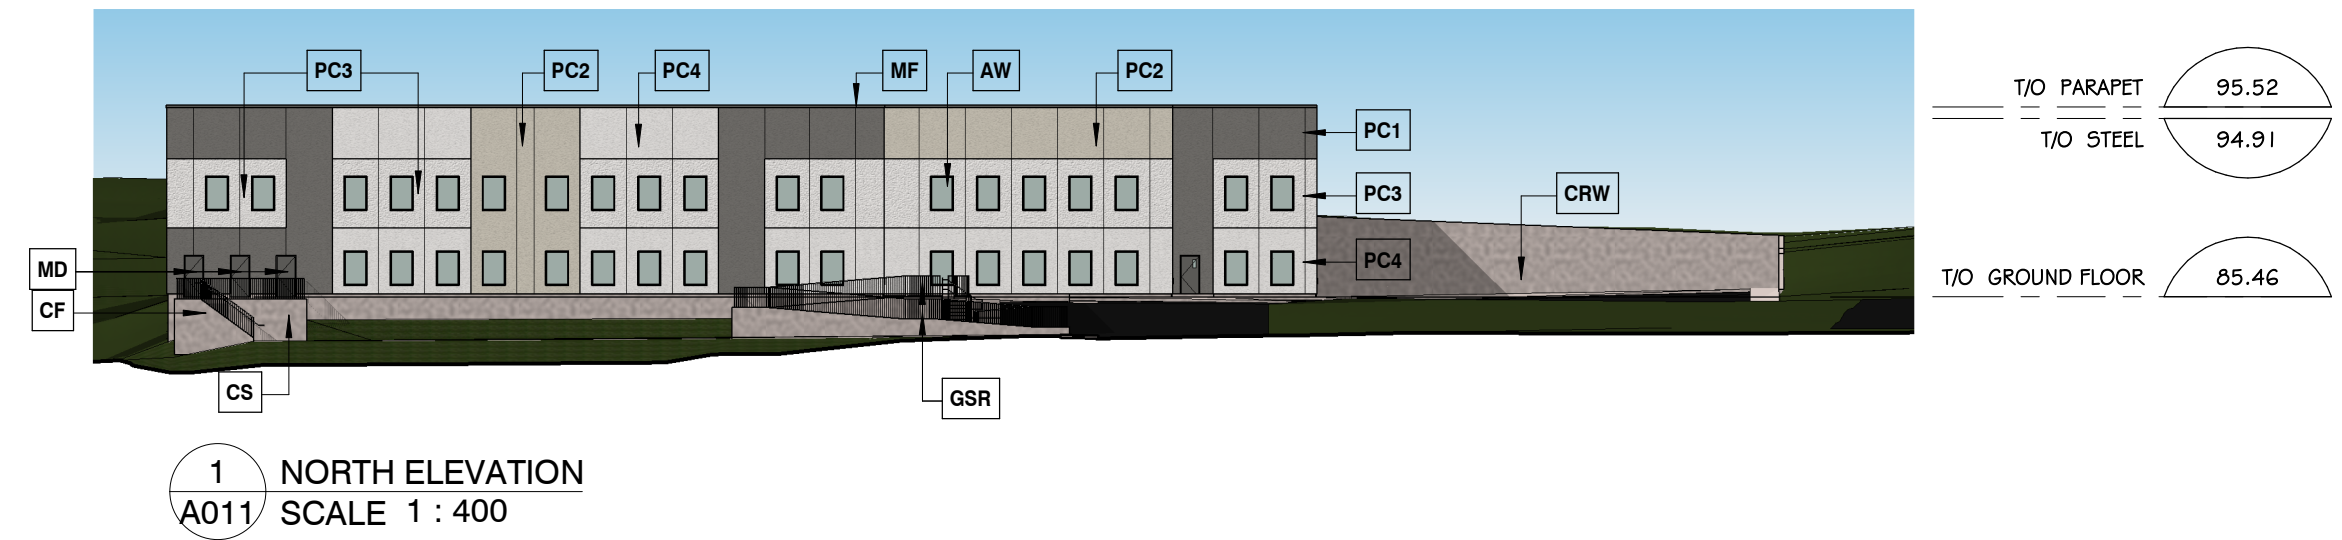 PC3
PC2
PC4
MF
AW
PC2
PC1
PC3
CRW
PC4
MD
CF
CS
GSR
T/O PARAPET 95.52
T/O STEEL 94.91
T/O GROUND FLOOR 85.46
1 NORTH ELEVATION
A011 SCALE 1 : 400